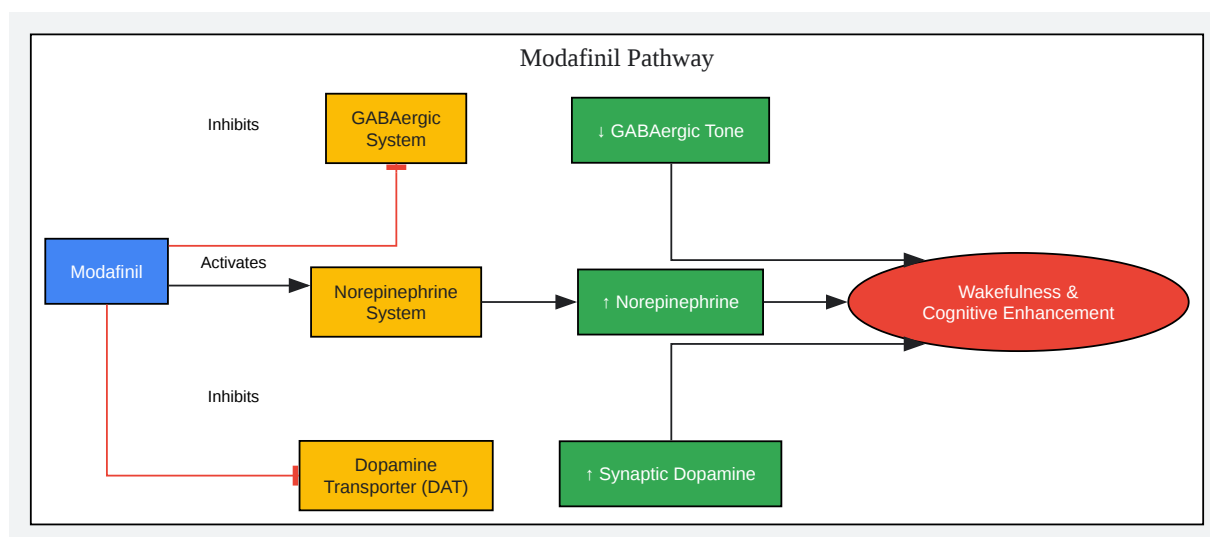 Modafinil Pathway
Inhibits
GABAergic
System
↓ GABAergic Tone
Modafinil
Activates
Norepinephrine
System
↑ Norepinephrine
Wakefulness &
Cognitive Enhancement
Inhibits
Dopamine
Transporter (DAT)
↑ Synaptic Dopamine